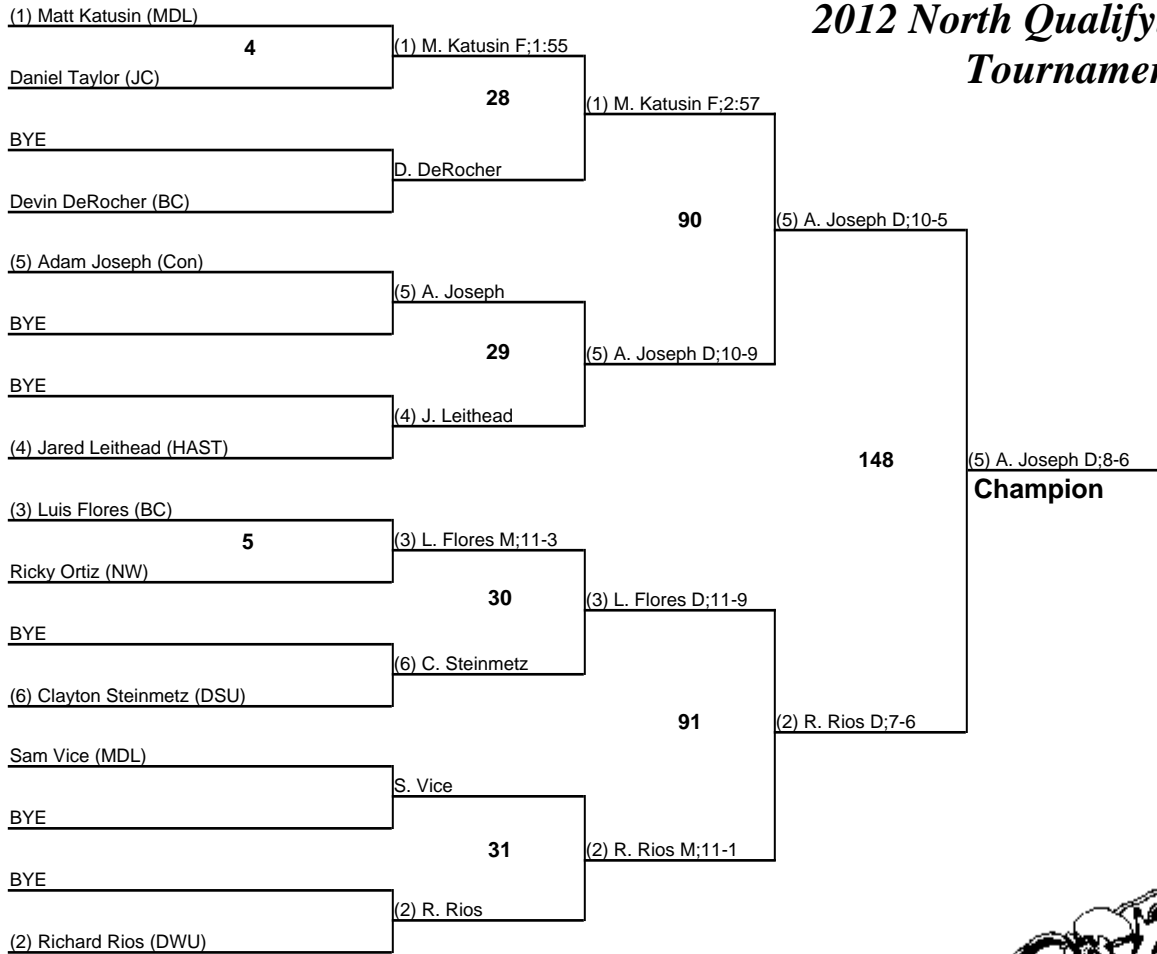 2012 North Qualify
Tournamen
(1) Matt Katusin (MDL)
4
Daniel Taylor (JC)
(1) M. Katusin F;1:55
28
BYE
Devin DeRocher (BC)
D. DeRocher
(1) M. Katusin F;2:57
90
(5) Adam Joseph (Con)
BYE
(5) A. Joseph
29
BYE
(4) Jared Leithead (HAST)
(4) J. Leithead
(5) A. Joseph D;10-9
(5) A. Joseph D;10-5
148
(3) Luis Flores (BC)
5
Ricky Ortiz (NW)
(3) L. Flores M;11-3
30
BYE
(6) Clayton Steinmetz (DSU)
(6) C. Steinmetz
(3) L. Flores D;11-9
91
Sam Vice (MDL)
BYE
S. Vice
31
BYE
(2) Richard Rios (DWU)
(2) R. Rios
(2) R. Rios M;11-1
(2) R. Rios D;7-6
(5) A. Joseph D;8-6
Champion